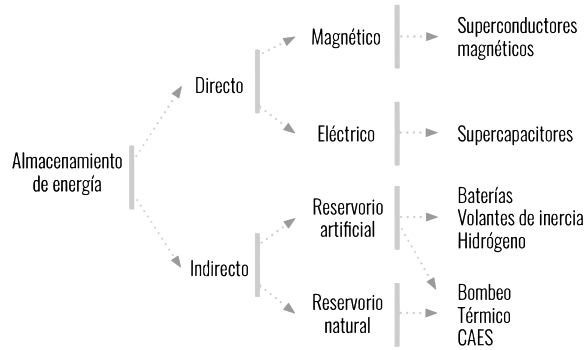 Almacenamiento
de energía
Directo
Magnético
Superconductores
magnéticos
Eléctrico
Supercapacitores
Indirecto
Reservorio
artificial
Baterías
Volantes de inercia
Hidrógeno
Reservorio
natural
Bombeo
Térmico
CAES